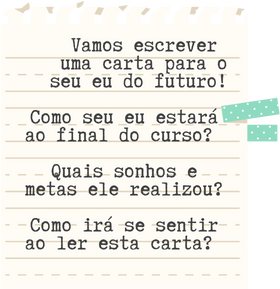 Vamos escrever
uma carta para o
seu eu do futuro!
Como seu eu estará
ao final do curso?
Quais sonhos e
metas ele realizou?
Como irá se sentir
ao ler esta carta?